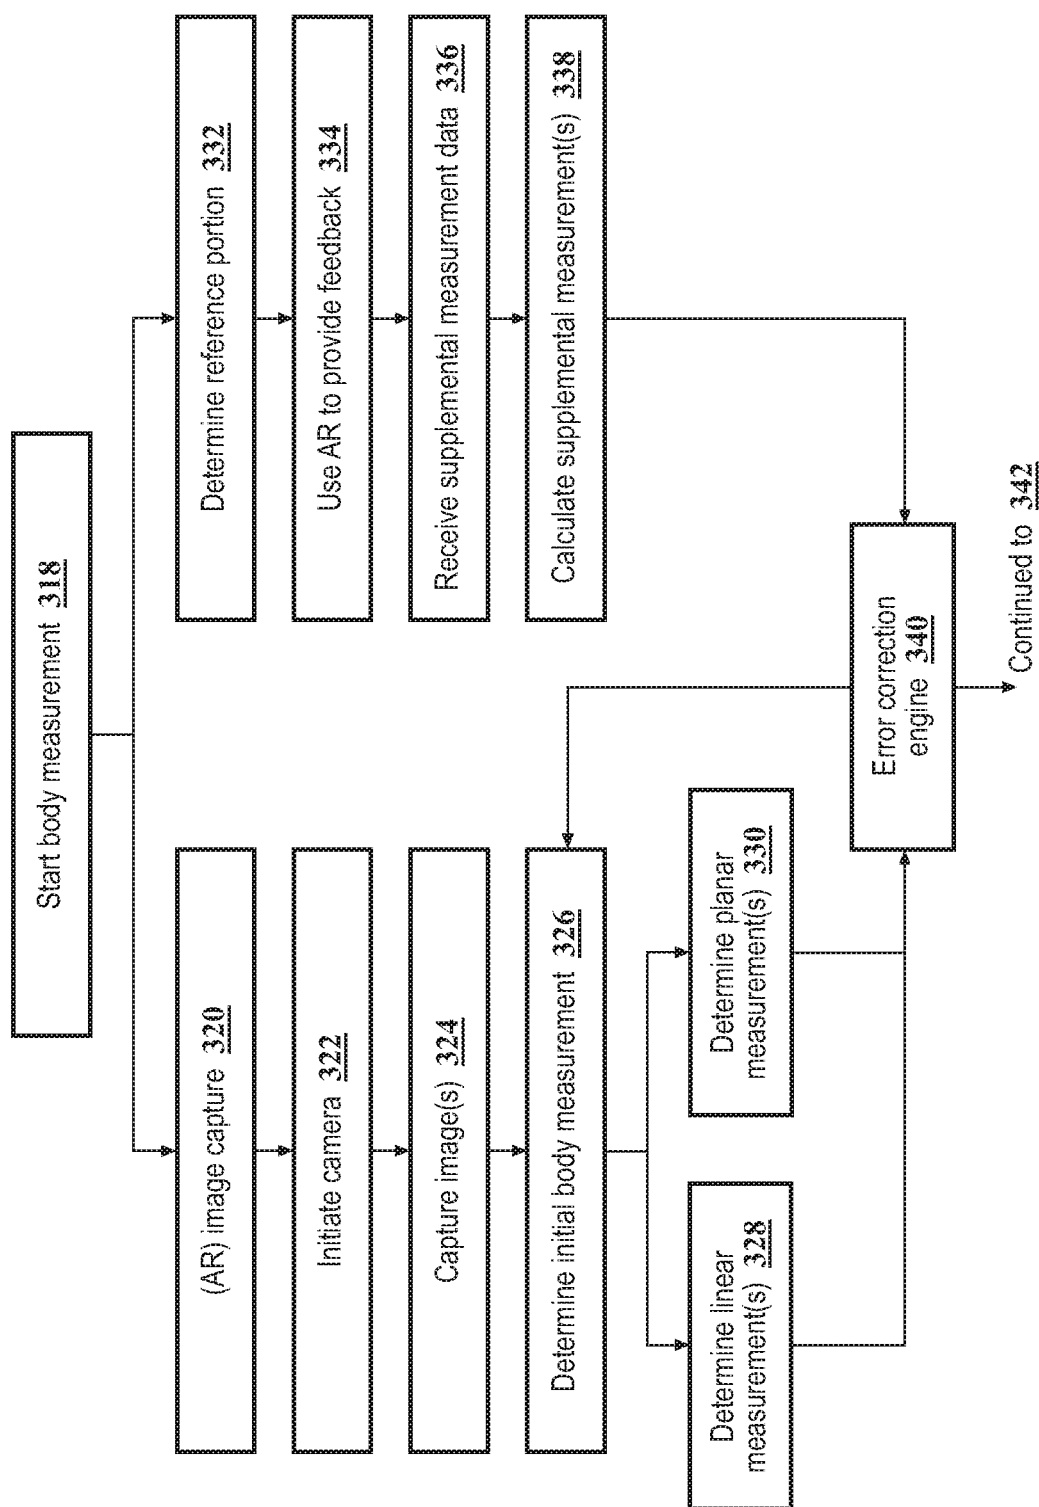 Start body measurement 318
(AR) image capture 320
Initiate camera 322
Capture image(s) 324
Determine initial body measurement 326
Determine linear
measurement(s) 328
Determine planar
measurement(s) 330
Determine reference portion 332
Use AR to provide feedback 334
Receive supplemental measurement data 336
Calculate supplemental measurement(s) 338
Error correction
engine 340
Continued to 342